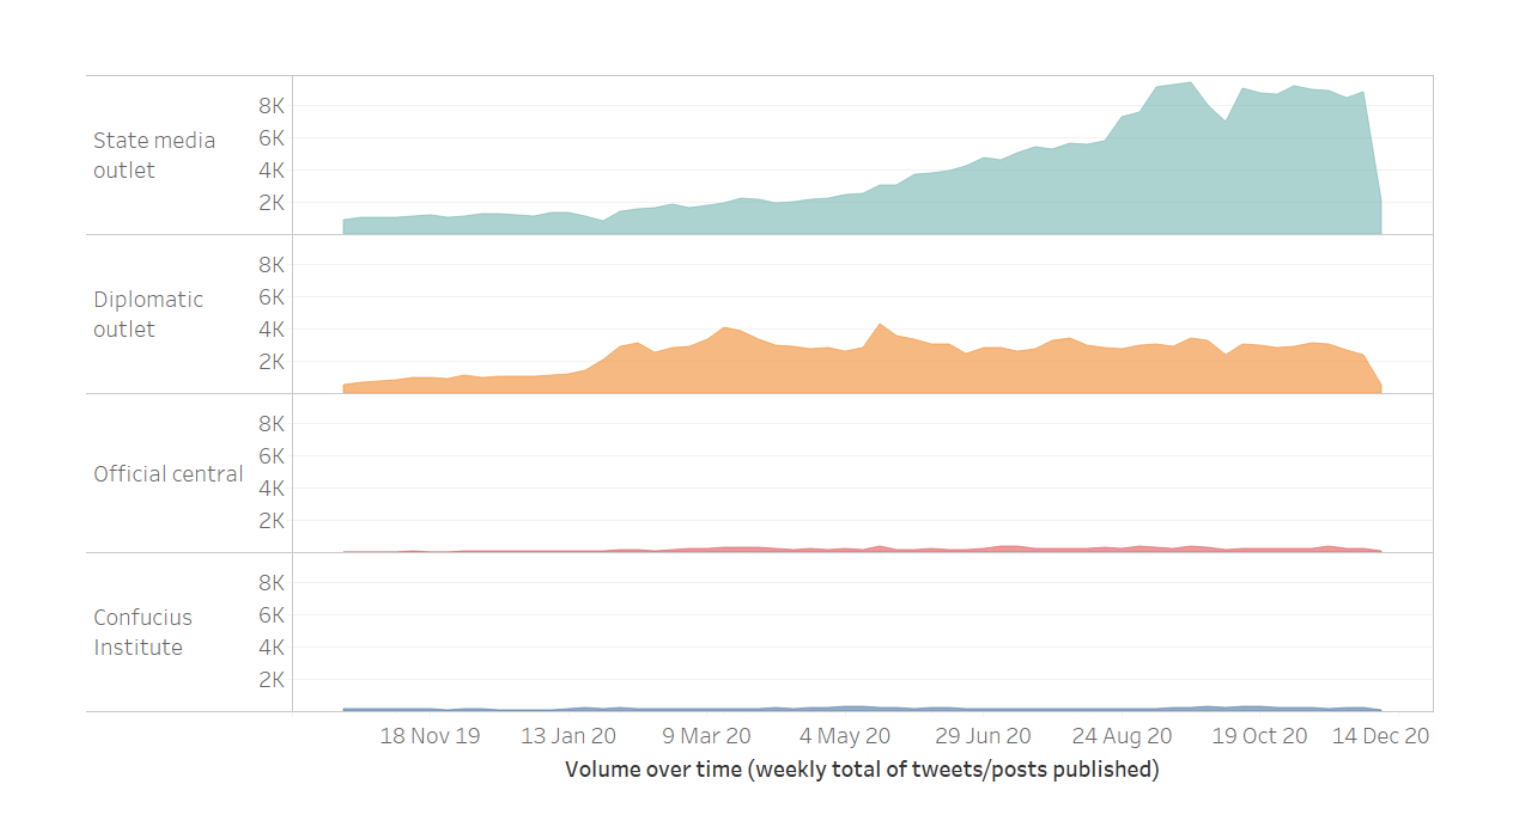 8K
State media
6K
outlet
4K
2K
8K
Diplomatic
6K
outlet
4K
2K
8K
6K
Official central
4K
2K
8K
Confucius
6K
Institute
4K
2K
18 Nov 19 13 Jan 20 9 Mar 20 4 May 20 29 Jun 20 24 Aug 20 19 Oct 20 14 Dec 20
Volume over time (weekly total of tweets/posts published)